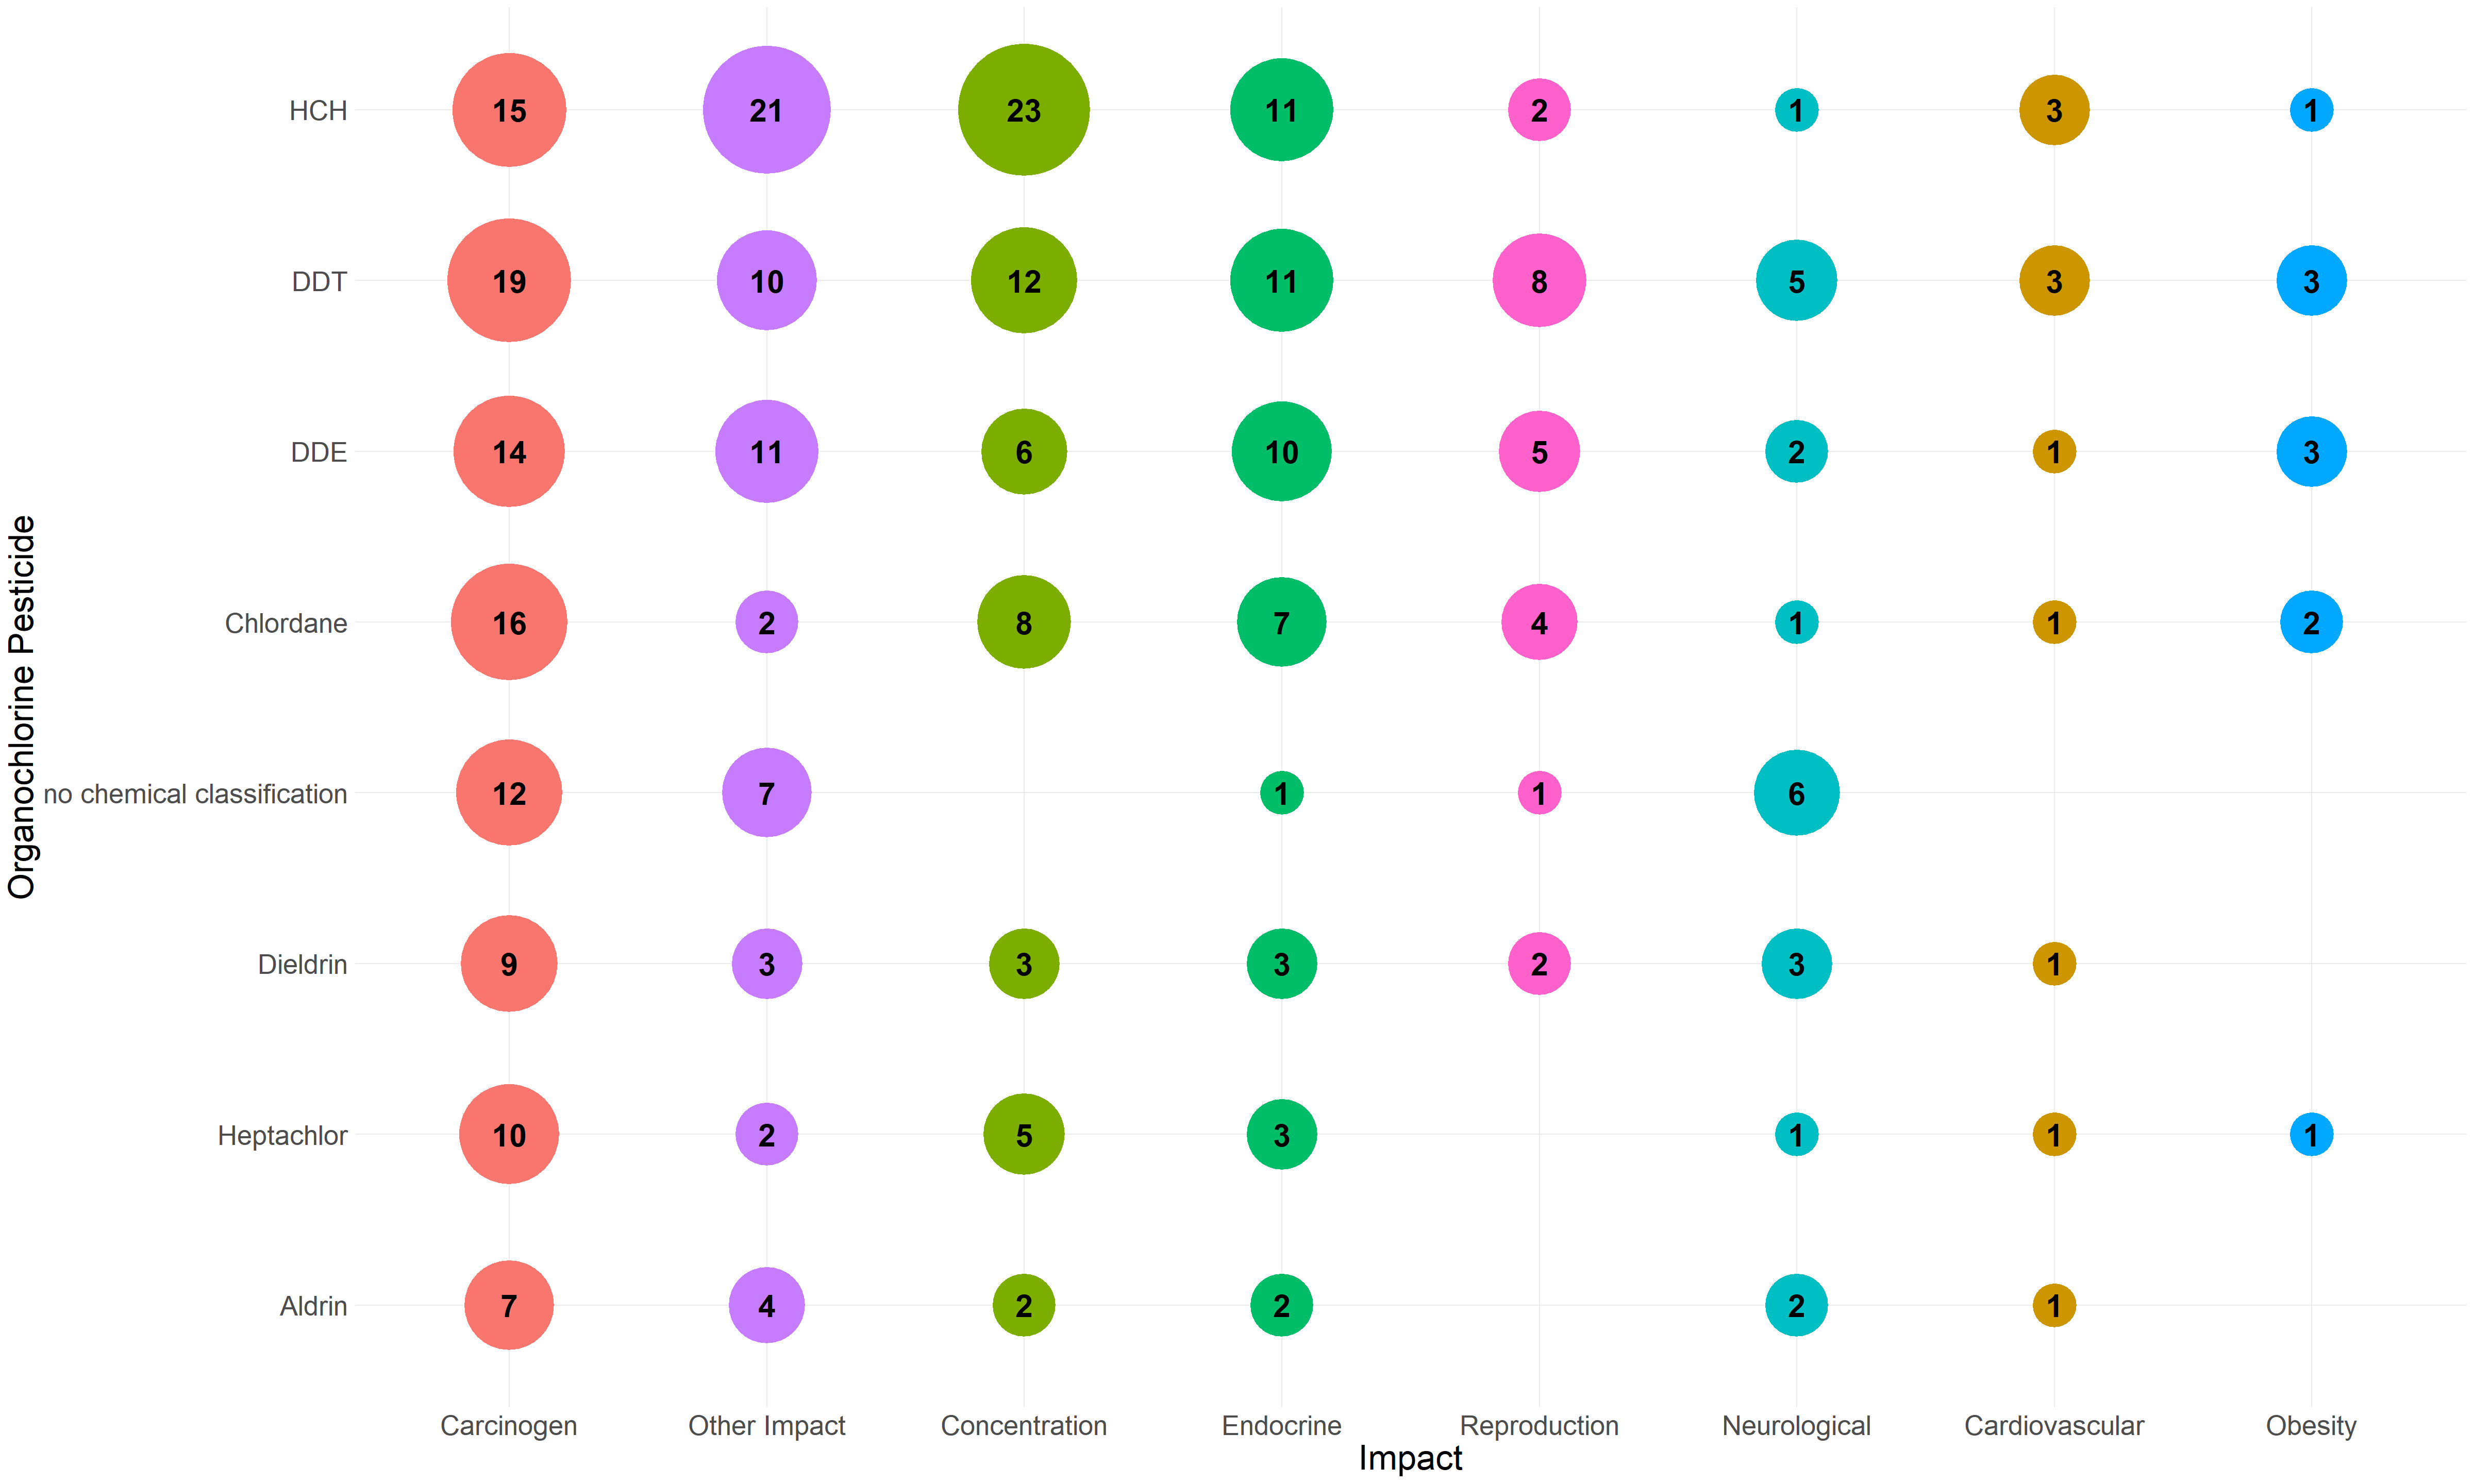 HCH 15 21 23 11 2 1 3 1
DDT 19 10 12 11 8 5 3 3
DDE 14 11 6 10 5 2 1 3
Chlordane 16 2 8 7 4 1 1 2
no chemical classification 12 7 1 1 6
Dieldrin 9 3 3 3 2 3 1
Heptachlor 10 2 5 3 1 1 1
Aldrin 7 4 2 2 2 1
Organochlorine Pesticide
Carcinogen Other Impact Concentration Endocrine Reproduction Neurological Cardiovascular Obesity
Impact